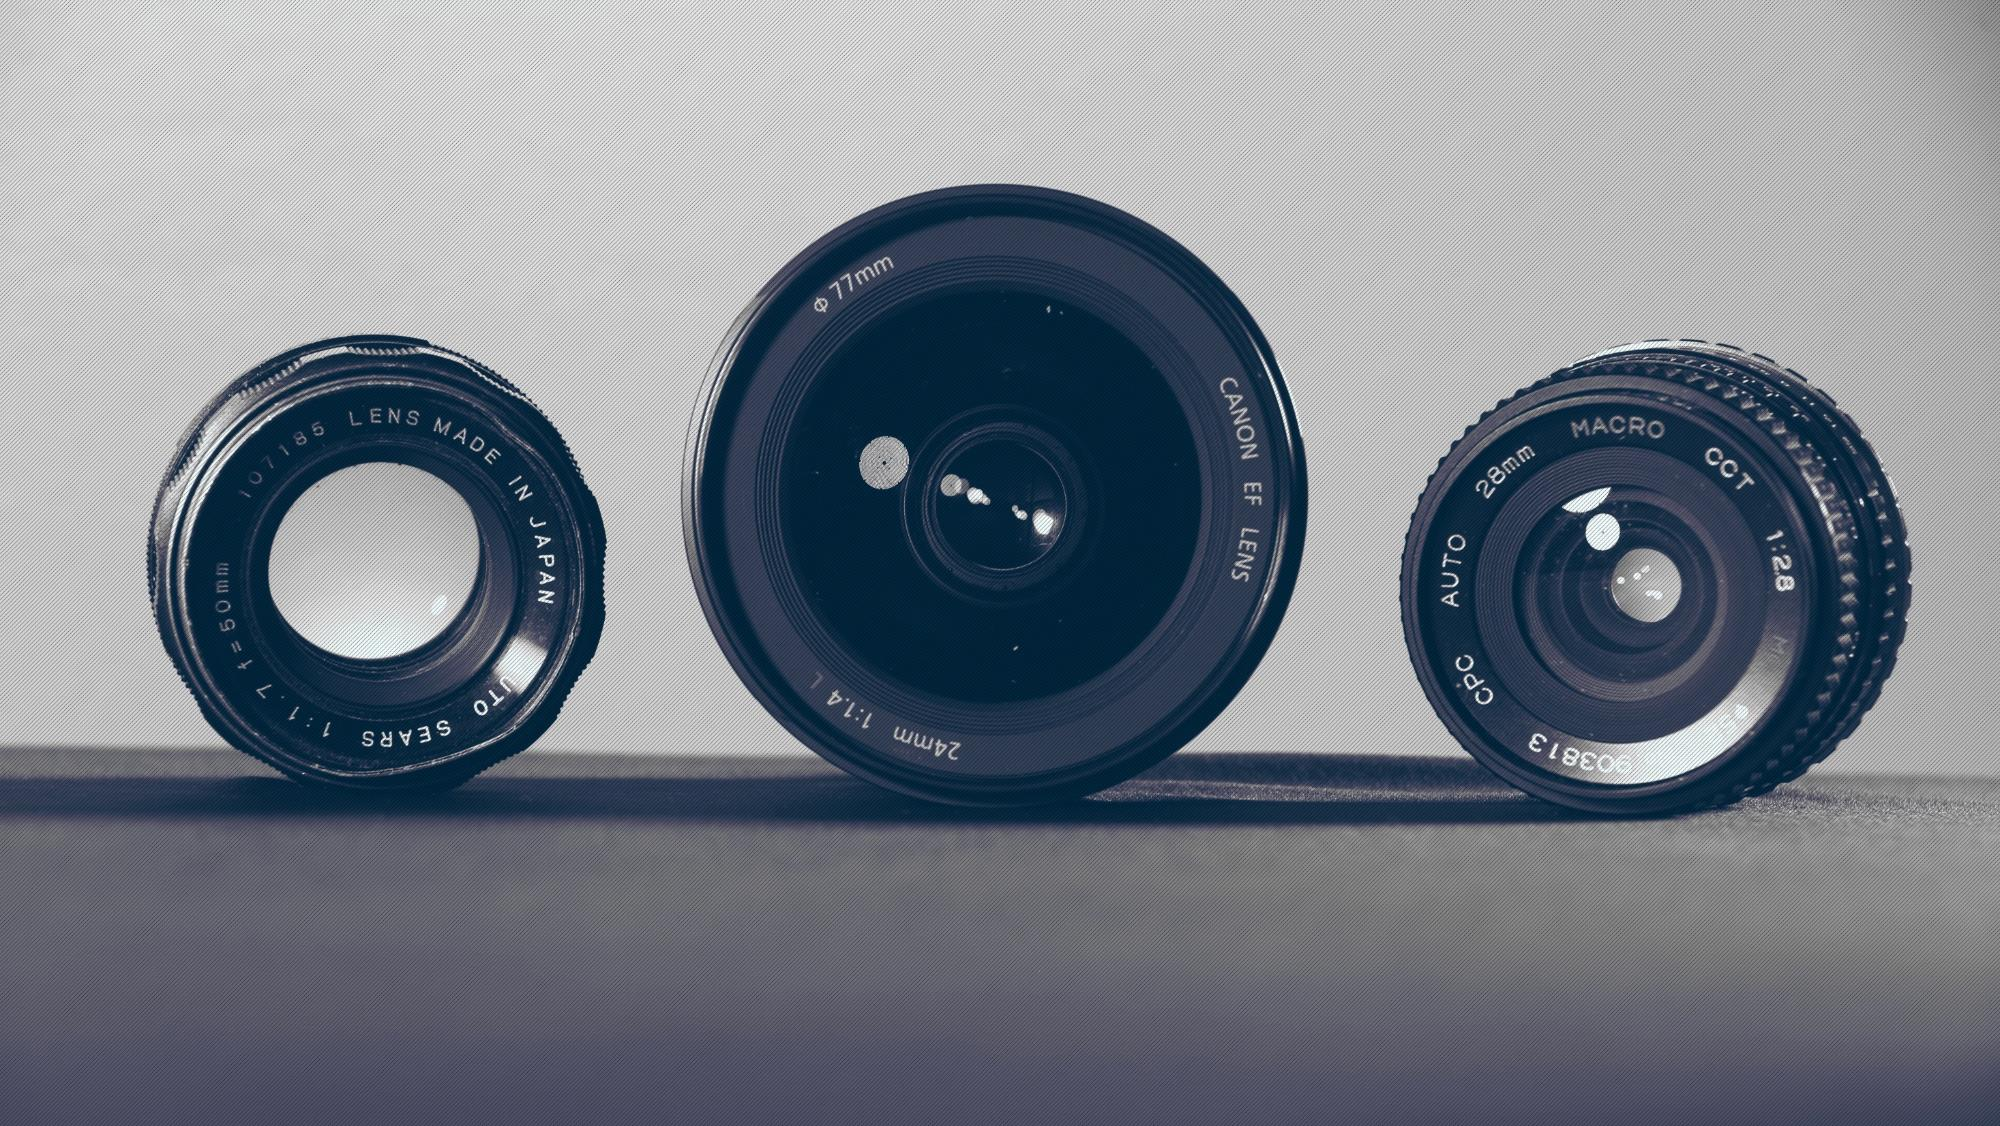 107185 LENS MADE IN JAPAN
UTO SEARS 1:1.7 f=50mm
ϕ 77mm
CANON EF LENS
24mm 1:1.4 L
CPC AUTO 28mm MACRO CCT 1:2.8
903813